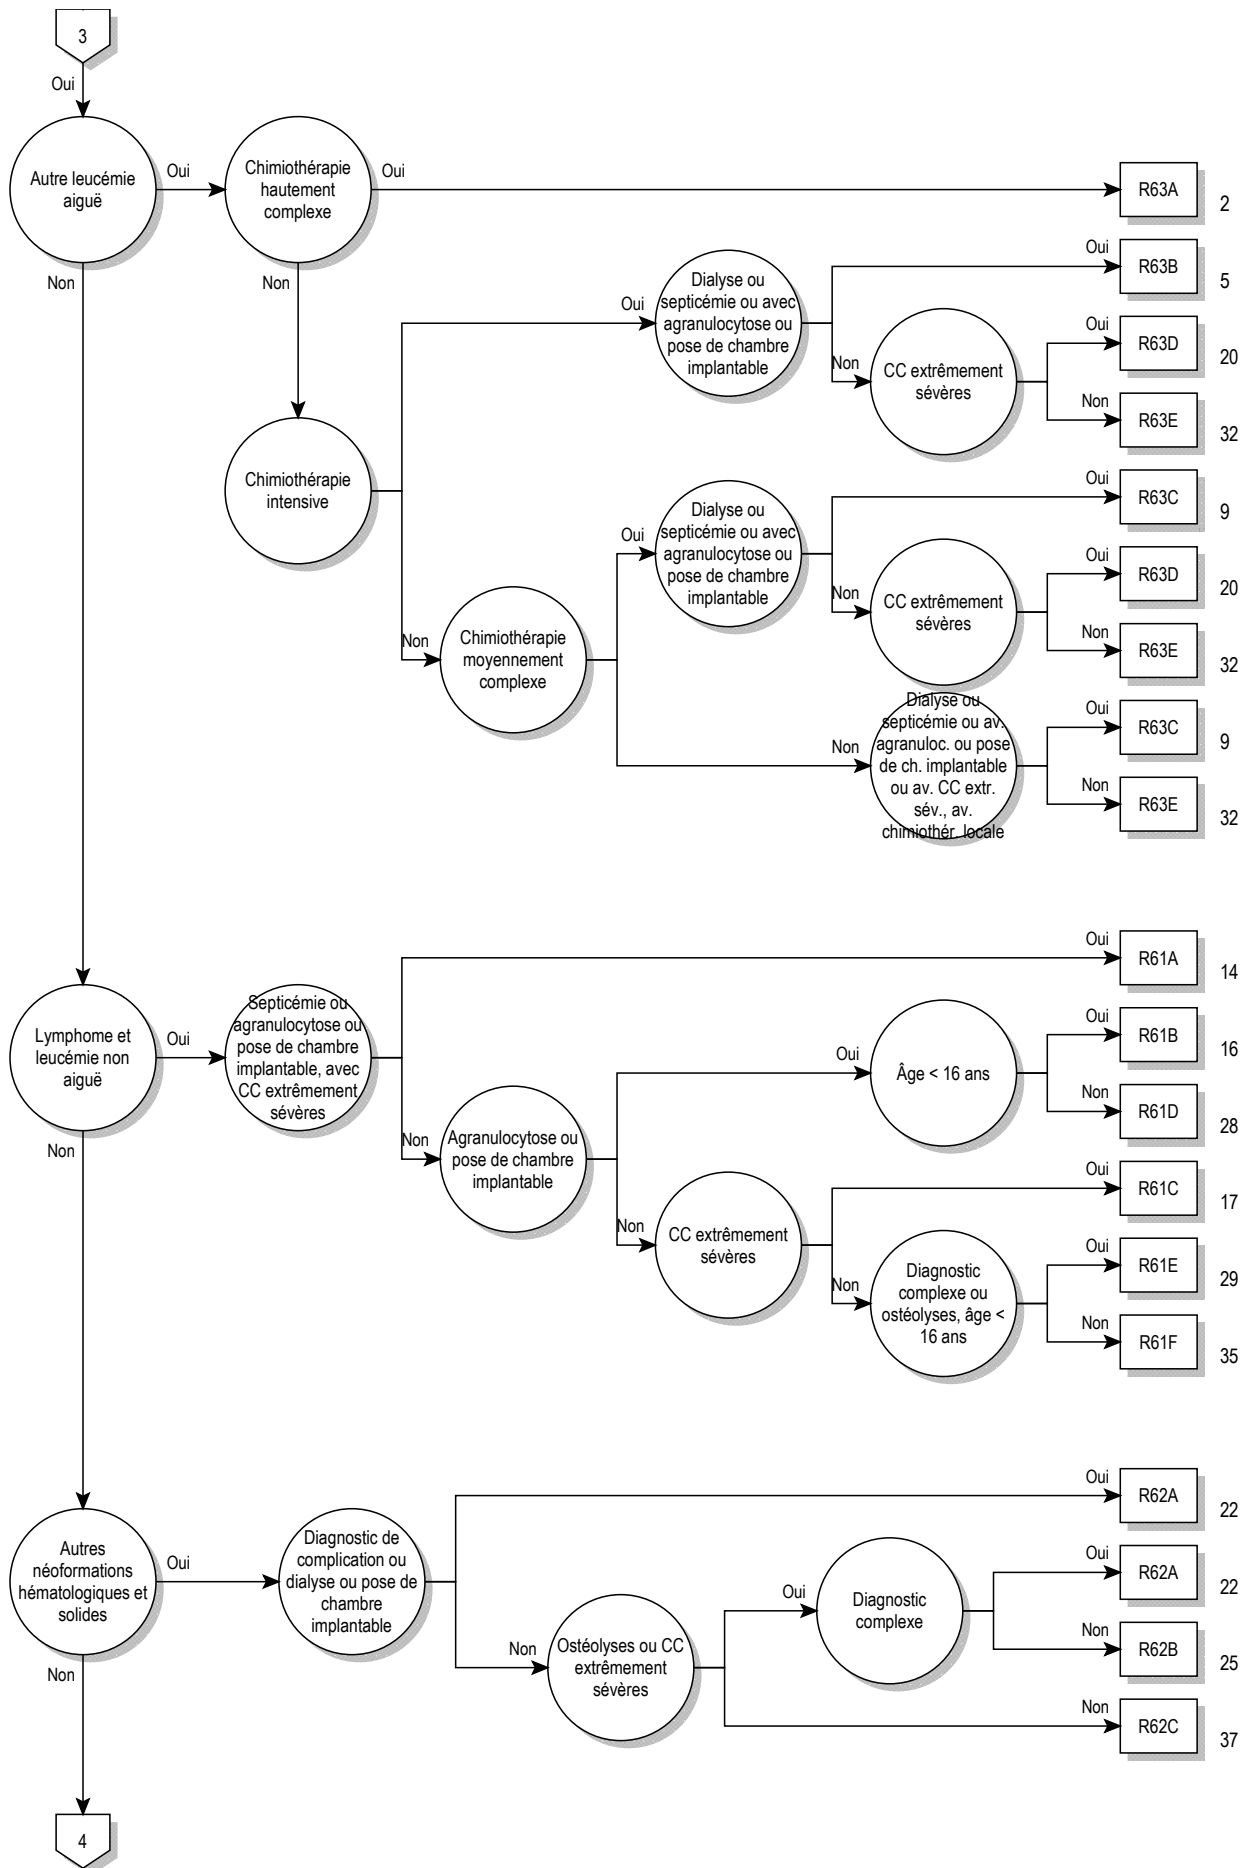 3
Oui
Autre leucémie
aiguë
Oui
Chimiothérapie
hautement
complexe
Oui
R63A
2
Non
Non
Chimiothérapie
intensive
Oui
Dialyse ou
septicémie ou avec
agranulocytose ou
pose de chambre
implantable
Oui
R63B
5
Non
CC extrêmement
sévères
Oui
R63D
20
Non
R63E
32
Non
Chimiothérapie
moyennement
complexe
Oui
Dialyse ou
septicémie ou avec
agranulocytose ou
pose de chambre
implantable
Oui
R63C
9
Non
CC extrêmement
sévères
Oui
R63D
20
Non
R63E
32
Non
Dialyse ou
septicémie ou av.
agranuloc. ou pose
de ch. implantable
ou av. CC extr.
sév., av.
chimiothér. locale
Oui
R63C
9
Non
R63E
32
Lymphome et
leucémie non
aiguë
Oui
Septicémie ou
agranulocytose ou
pose de chambre
implantable, avec
CC extrêmement
sévères
Oui
R61A
14
Non
Agranulocytose ou
pose de chambre
implantable
Oui
Âge < 16 ans
Oui
R61B
16
Non
R61D
28
Non
CC extrêmement
sévères
Oui
R61C
17
Non
Diagnostic
complexe ou
ostéolyses, âge <
16 ans
Oui
R61E
29
Non
R61F
35
Non
Autres
néoformations
hématologiques et
solides
Oui
Diagnostic de
complication ou
dialyse ou pose de
chambre
implantable
Oui
R62A
22
Non
Ostéolyses ou CC
extrêmement
sévères
Oui
Diagnostic
complexe
Oui
R62A
22
Non
R62B
25
Non
R62C
37
Non
4